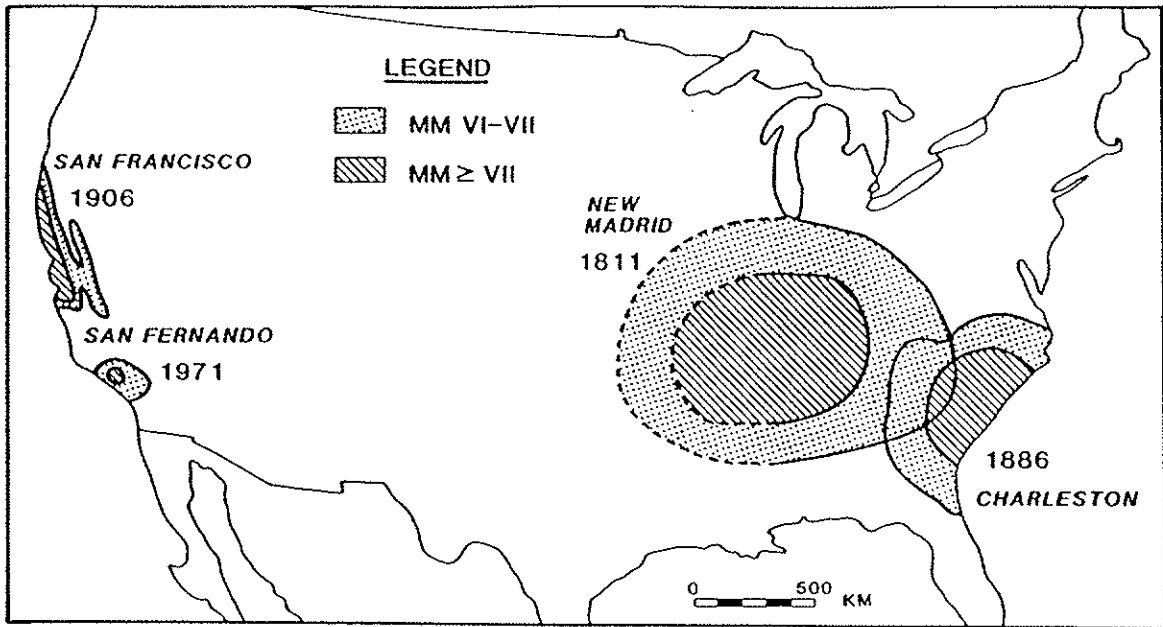 LEGEND
MM VI-VII
MM ≥ VII
SAN FRANCISCO
1906
NEW
MADRID
1811
SAN FERNANDO
1971
1886
CHARLESTON
0 500 KM